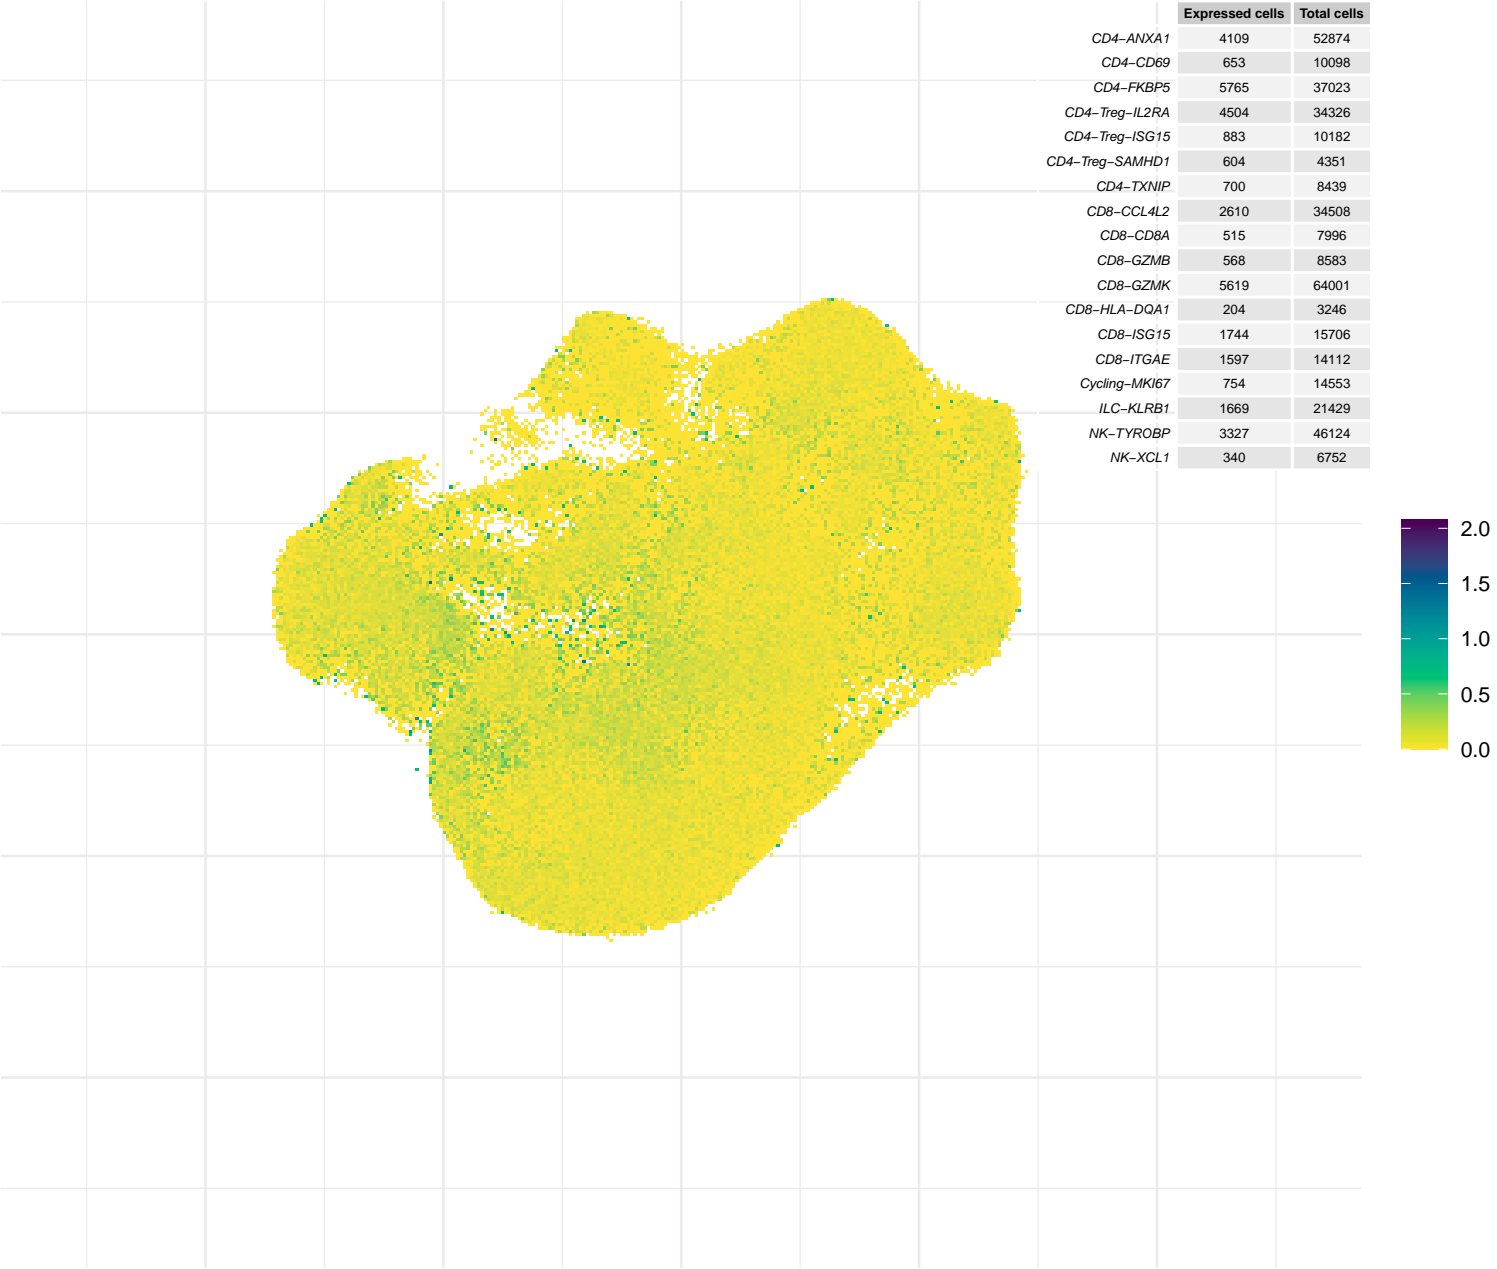 Expressed cells Total cells
CD4−ANXA1 4109 52874
CD4−CD69 653 10098
CD4−FKBP5 5765 37023
CD4−Treg−IL2RA 4504 34326
CD4−Treg−ISG15 883 10182
CD4−Treg−SAMHD1 604 4351
CD4−TXNIP 700 8439
CD8−CCL4L2 2610 34508
CD8−CD8A 515 7996
CD8−GZMB 568 8583
CD8−GZMK 5619 64001
CD8−HLA−DQA1 204 3246
CD8−ISG15 1744 15706
CD8−ITGAE 1597 14112
Cycling−MKI67 754 14553
ILC−KLRB1 1669 21429
NK−TYROBP 3327 46124
NK−XCL1 340 6752
2.0
1.5
1.0
0.5
0.0